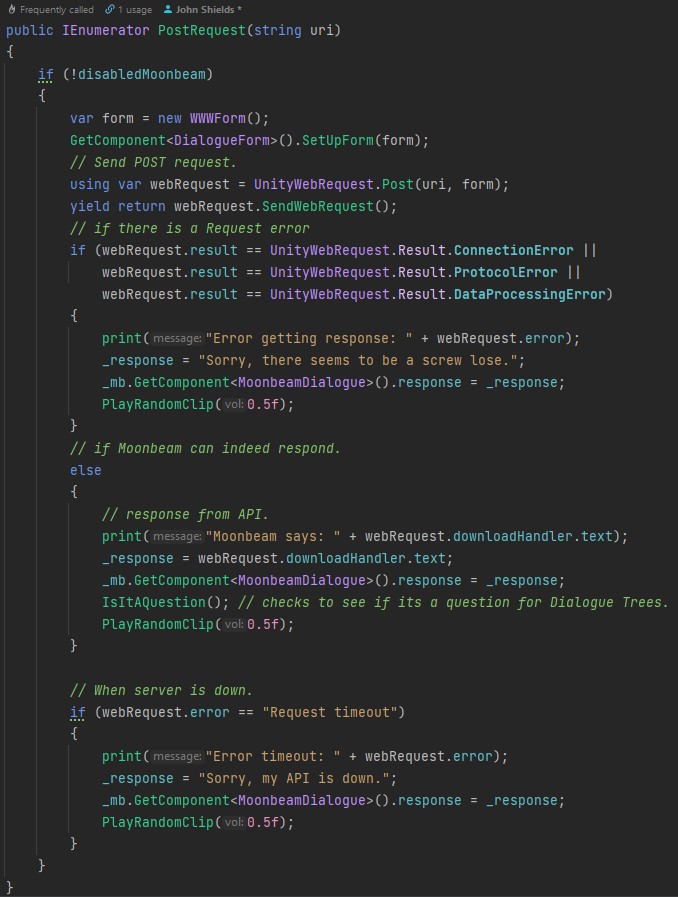 Frequently called 1 usage John Shields *
public IEnumerator PostRequest(string uri)
{
if (!disabledMoonbeam)
{
var form = new WWWForm();
GetComponent<DialogueForm>().SetUpForm(form);
// Send POST request.
using var webRequest = UnityWebRequest.Post(uri, form);
yield return webRequest.SendWebRequest();
// if there is a Request error
if (webRequest.result == UnityWebRequest.Result.ConnectionError ||
webRequest.result == UnityWebRequest.Result.ProtocolError ||
webRequest.result == UnityWebRequest.Result.DataProcessingError)
{
print( message: "Error getting response: " + webRequest.error);
_response = "Sorry, there seems to be a screw lose.";
_mb.GetComponent<MoonbeamDialogue>().response = _response;
PlayRandomClip( vol: 0.5f);
}
// if Moonbeam can indeed respond.
else
{
// response from API.
print( message: "Moonbeam says: " + webRequest.downloadHandler.text);
_response = webRequest.downloadHandler.text;
_mb.GetComponent<MoonbeamDialogue>().response = _response;
IsItAQuestion(); // checks to see if its a question for Dialogue Trees.
PlayRandomClip( vol: 0.5f);
}
// When server is down.
if (webRequest.error == "Request timeout")
{
print( message: "Error timeout: " + webRequest.error);
_response = "Sorry, my API is down.";
_mb.GetComponent<MoonbeamDialogue>().response = _response;
PlayRandomClip( vol: 0.5f);
}
}
}